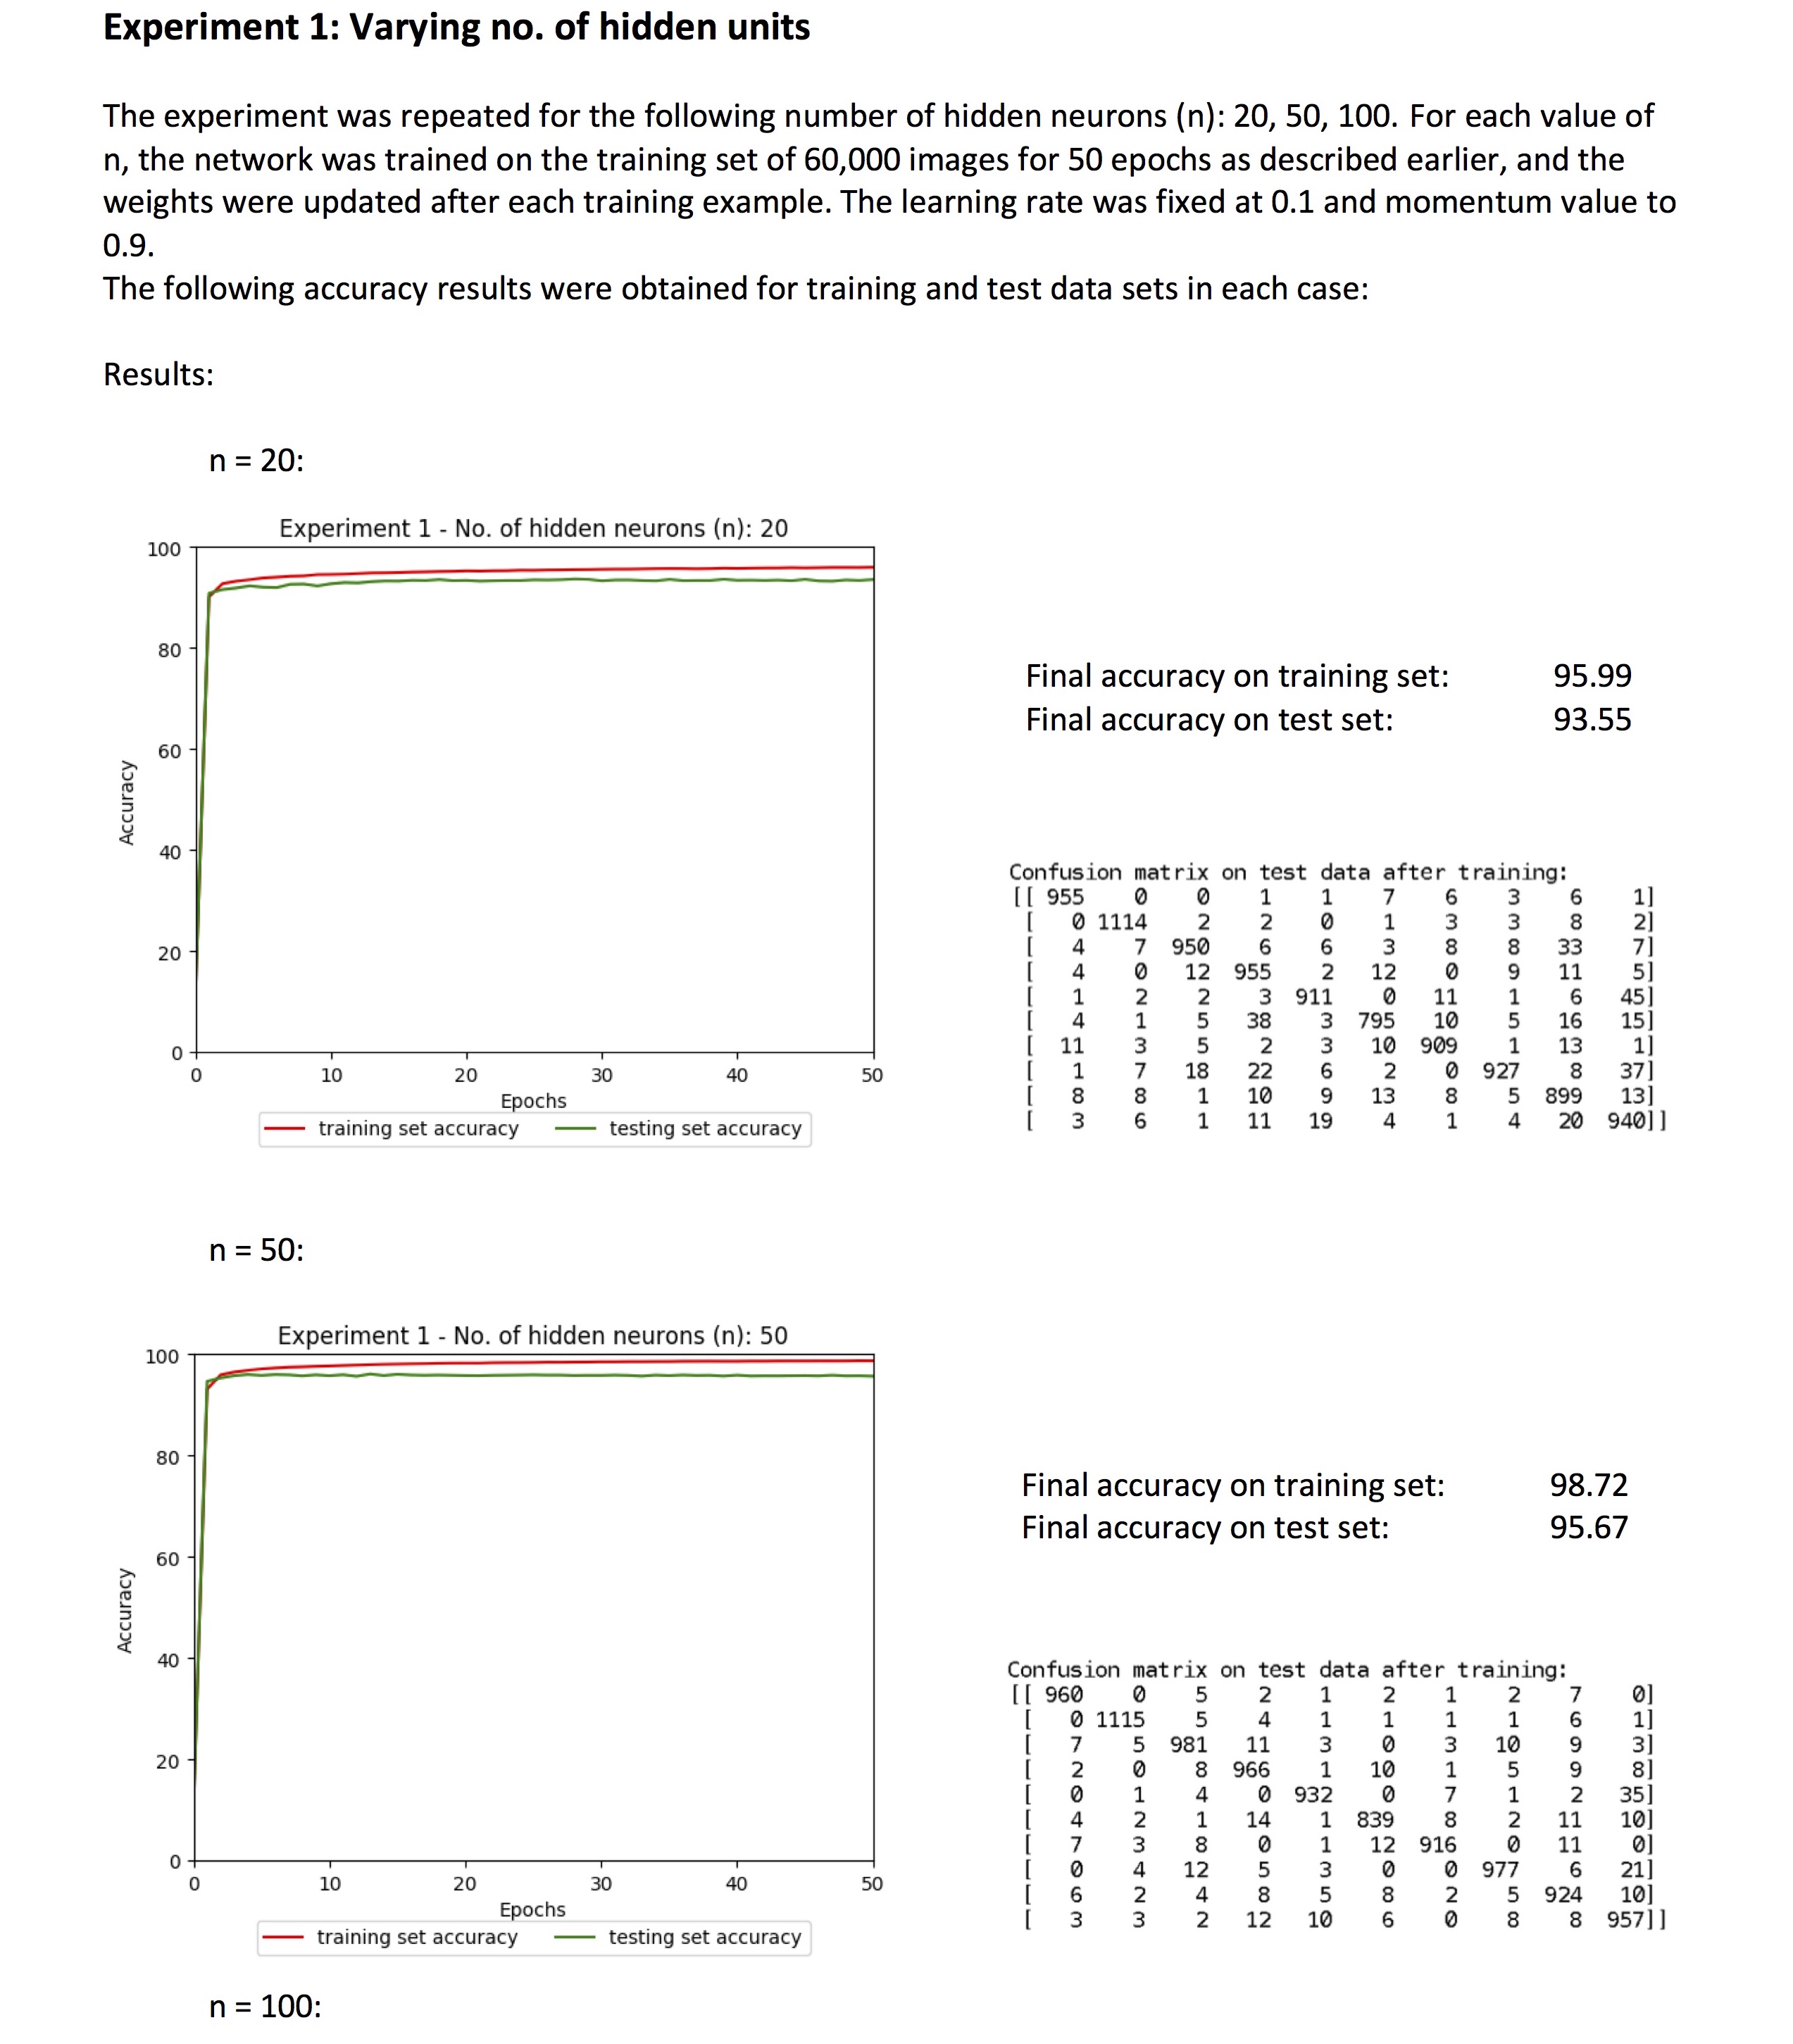 Experiment 1: Varying no. of hidden units
The experiment was repeated for the following number of hidden neurons (n): 20, 50, 100. For each value of
n, the network was trained on the training set of 60,000 images for 50 epochs as described earlier, and the
weights were updated after each training example. The learning rate was fixed at 0.1 and momentum value to
0.9.
The following accuracy results were obtained for training and test data sets in each case:
Results:
n = 20:
Experiment 1 - No. of hidden neurons (n): 20
100
80
60
40
20
0
Accuracy
0 10 20 30 40 50
Epochs
training set accuracy testing set accuracy
Final accuracy on training set: 95.99
Final accuracy on test set: 93.55
Confusion matrix on test data after training:
[[ 955 0 0 1 1 7 6 3 6 1]
[ 0 1114 2 2 0 1 3 3 8 2]
[ 4 7 950 6 6 3 8 8 33 7]
[ 4 0 12 955 2 12 0 9 11 5]
[ 1 2 2 3 911 0 11 1 6 45]
[ 4 1 5 38 3 795 10 5 16 15]
[ 11 3 5 2 3 10 909 1 13 1]
[ 1 7 18 22 6 2 0 927 8 37]
[ 8 8 1 10 9 13 8 5 899 13]
[ 3 6 1 11 19 4 1 4 20 940]]
n = 50:
Experiment 1 - No. of hidden neurons (n): 50
100
80
60
40
20
0
Accuracy
0 10 20 30 40 50
Epochs
training set accuracy testing set accuracy
Final accuracy on training set: 98.72
Final accuracy on test set: 95.67
Confusion matrix on test data after training:
[[ 960 0 5 2 1 2 1 2 7 0]
[ 0 1115 5 4 1 1 1 1 6 1]
[ 7 5 981 11 3 0 3 10 9 3]
[ 2 0 8 966 1 10 1 5 9 8]
[ 0 1 4 0 932 0 7 1 2 35]
[ 4 2 1 14 1 839 8 2 11 10]
[ 7 3 8 0 1 12 916 0 11 0]
[ 0 4 12 5 3 0 0 977 6 21]
[ 6 2 4 8 5 8 2 5 924 10]
[ 3 3 2 12 10 6 0 8 8 957]]
n = 100: